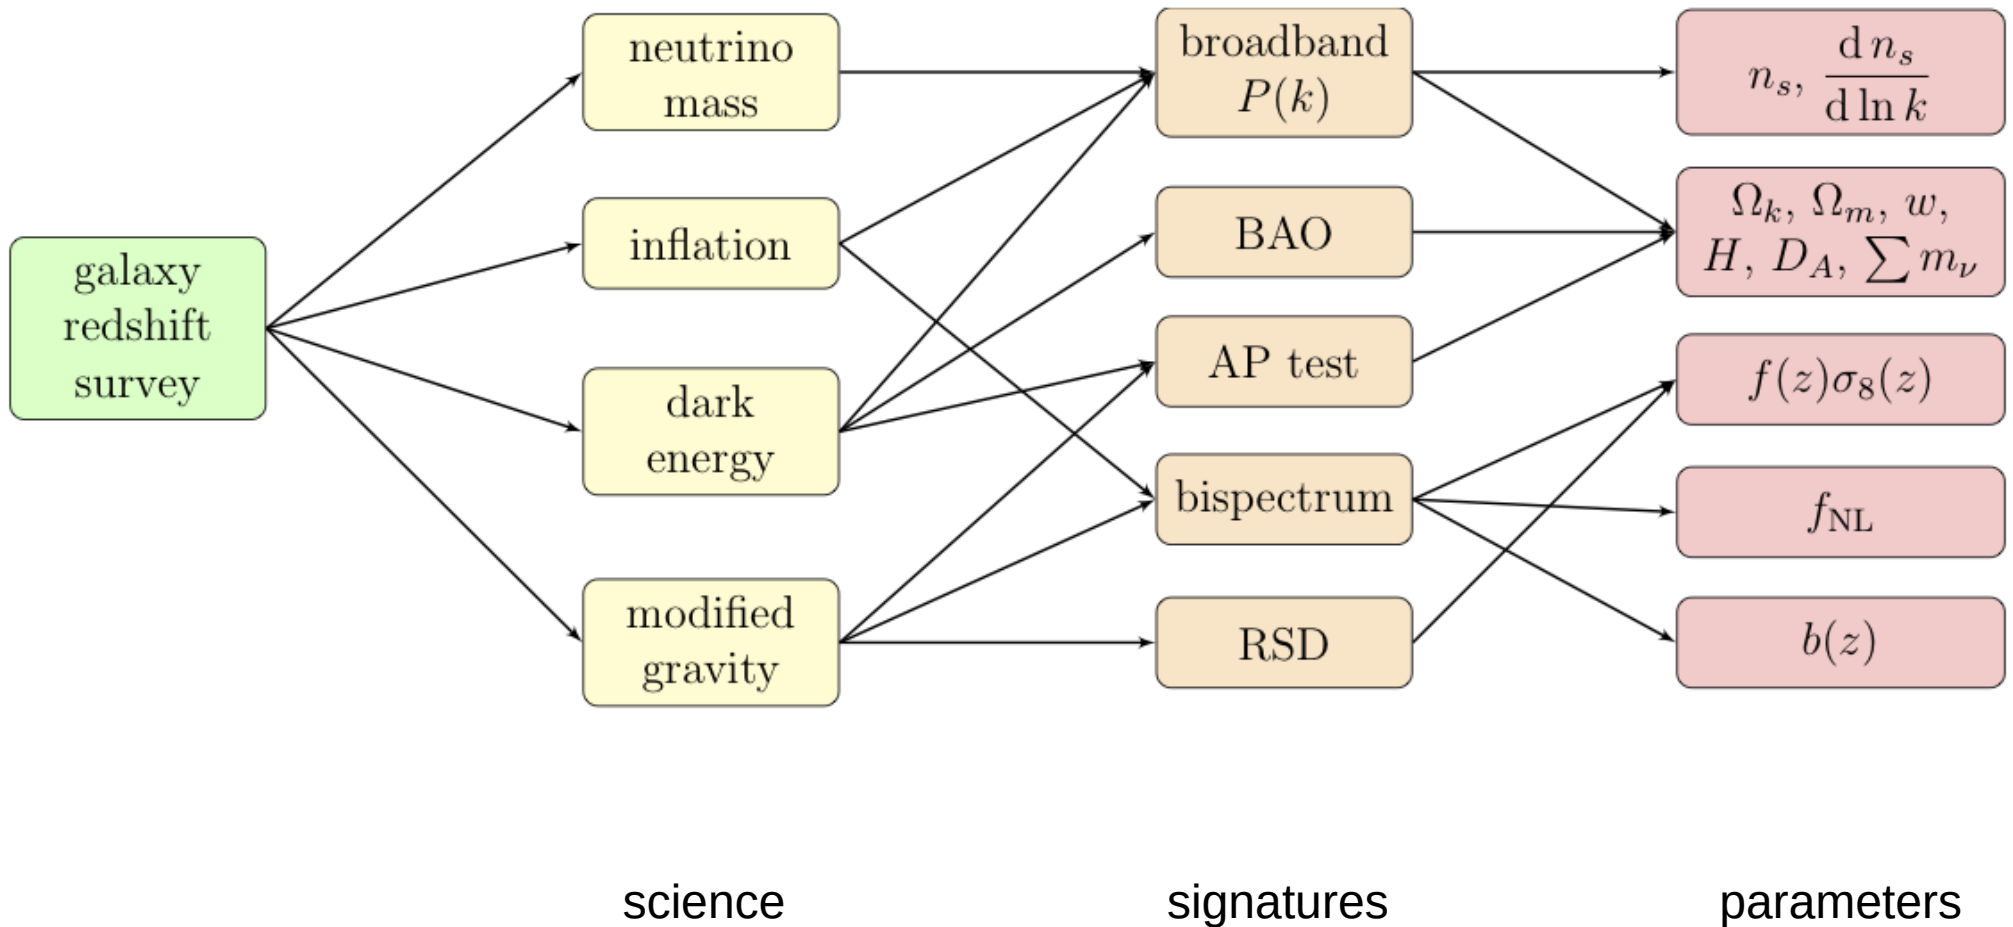 galaxy
redshift
survey
neutrino
mass
inflation
dark
energy
modified
gravity
broadband
P(k)
BAO
AP test
bispectrum
RSD
n_s, d n_s / d ln k
Ω_k, Ω_m, w,
H, D_A, ∑ m_ν
f(z)σ_8(z)
f_NL
b(z)
science
signatures
parameters